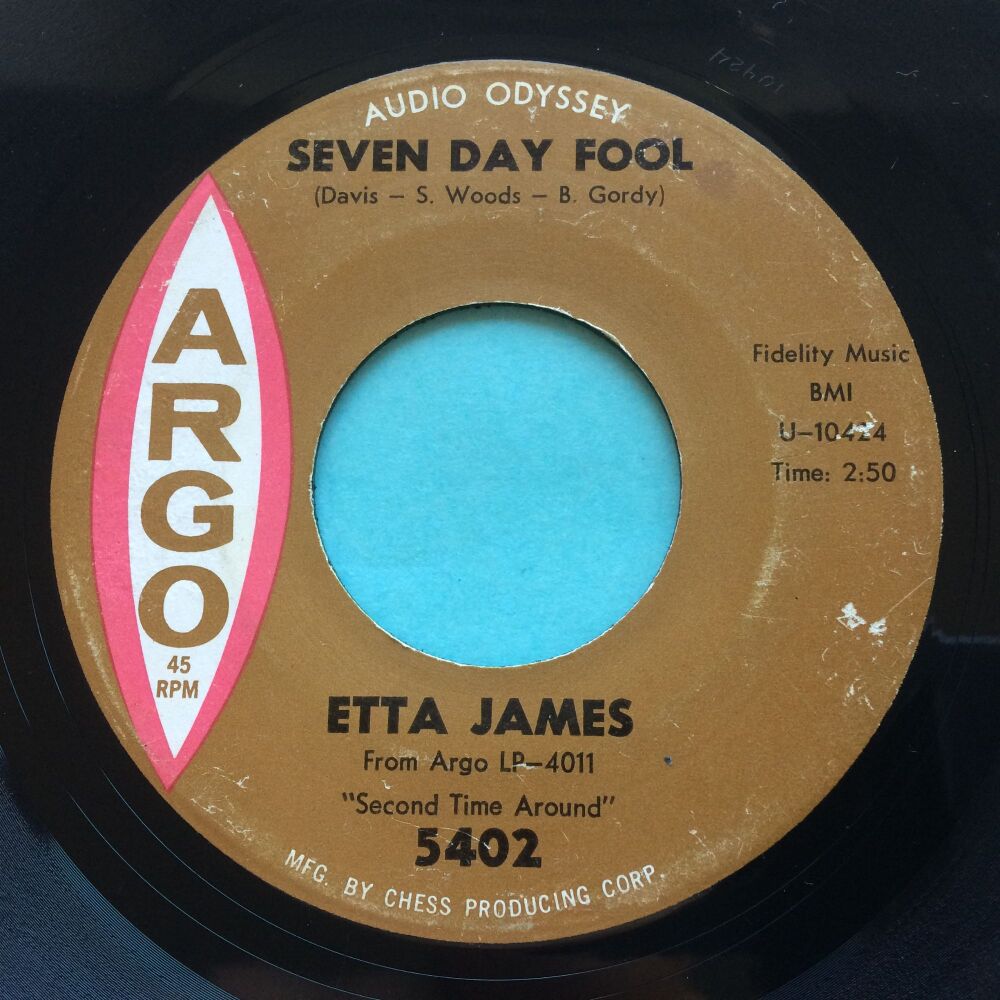 AUDIO ODYSSEY
SEVEN DAY FOOL
(Davis – S. Woods – B. Gordy)
ARGO
45
RPM
Fidelity Music
BMI
U–10424
Time: 2:50
ETTA JAMES
From Argo LP–4011
"Second Time Around"
5402
MFG. BY CHESS PRODUCING CORP.
10424